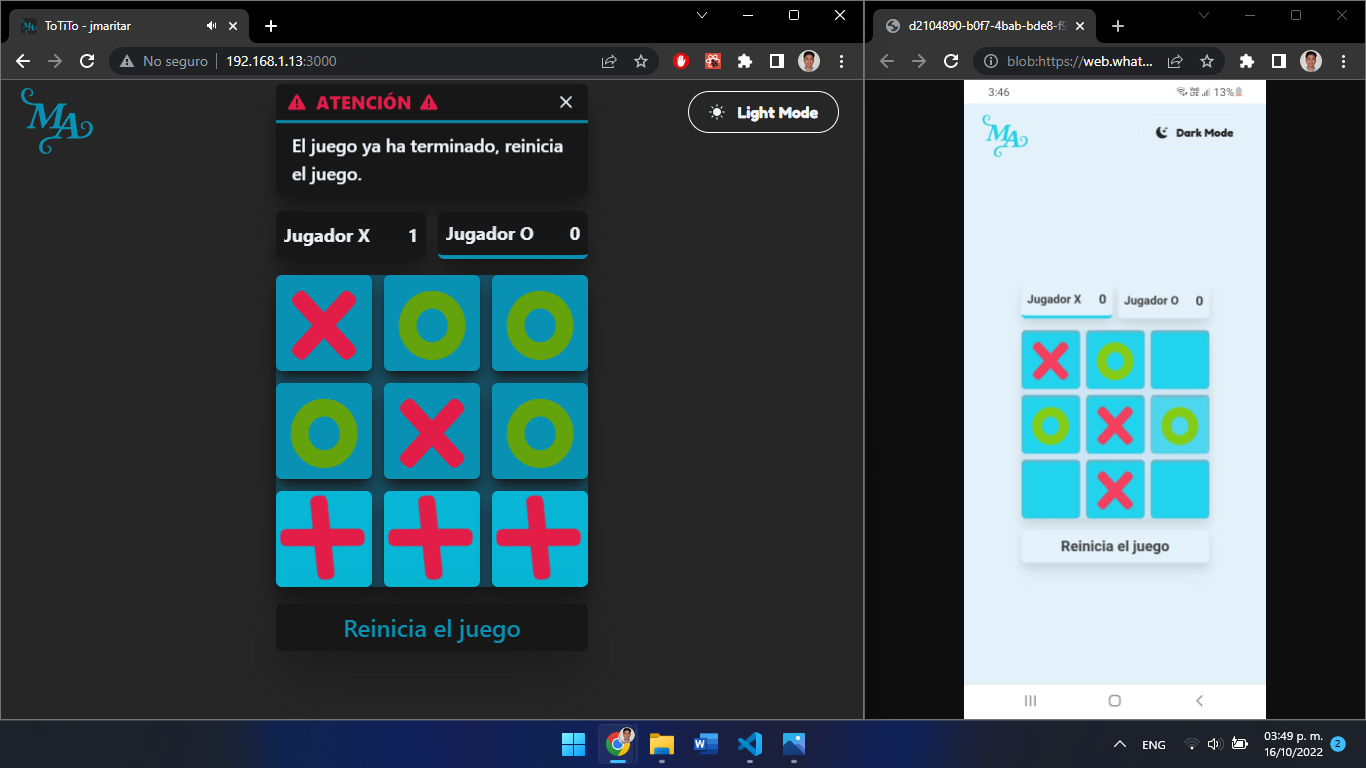 ToTiTo - jmaritar
No seguro
192.168.1.13:3000
MA
ATENCIÓN
El juego ya ha terminado, reinicia
el juego.
Light Mode
Jugador X 1
Jugador O 0
Reinicia el juego
d2104890-b0f7-4bab-bde8-f9
blob:https://web.what...
3:46
13%
MA
Dark Mode
Jugador X 0
Jugador O 0
Reinicia el juego
ENG
03:49 p. m.
16/10/2022
2